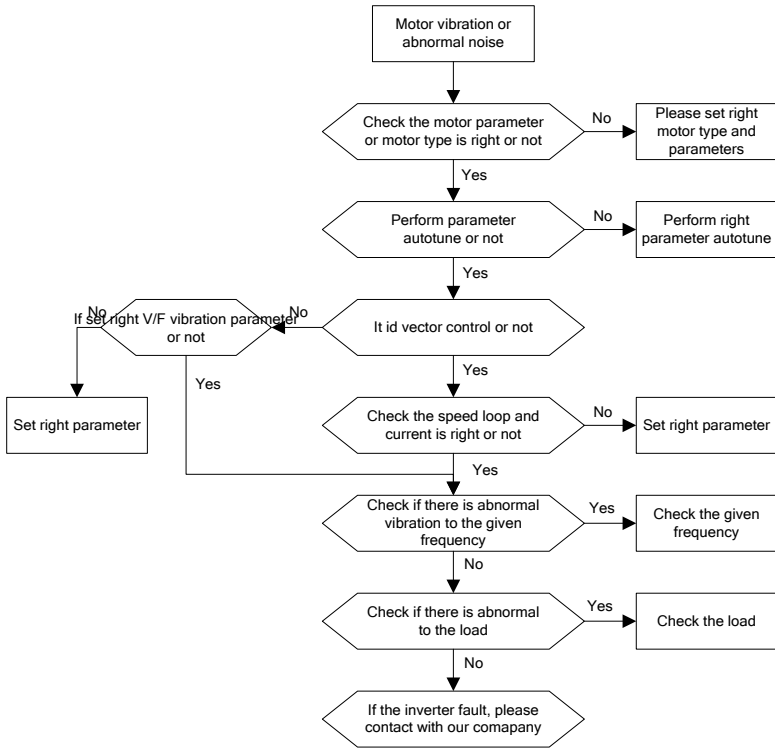 Motor vibration or
abnormal noise
Check the motor parameter
or motor type is right or not
No
Please set right
motor type and
parameters
Yes
Perform parameter
autotune or not
No
Perform right
parameter autotune
Yes
No
If set right V/F vibration parameter
or not
No
It id vector control or not
Yes
Yes
Set right parameter
Check the speed loop and
current is right or not
No
Set right parameter
Yes
Check if there is abnormal
vibration to the given
frequency
Yes
Check the given
frequency
No
Check if there is abnormal
to the load
Yes
Check the load
No
If the inverter fault, please
contact with our comapany